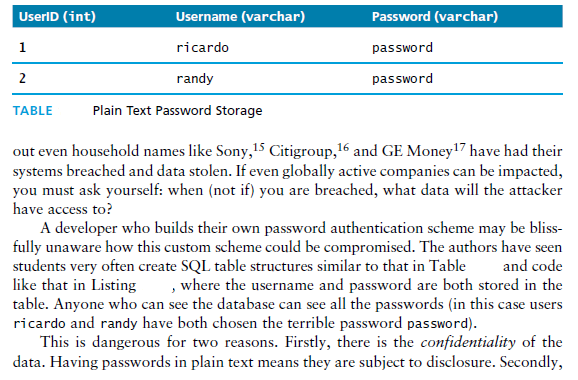 UserID (int) Username (varchar) Password (varchar)
1 ricardo password
2 randy password
TABLE Plain Text Password Storage
out even household names like Sony,15 Citigroup,16 and GE Money17 have had their
systems breached and data stolen. If even globally active companies can be impacted,
you must ask yourself: when (not if) you are breached, what data will the attacker
have access to?
A developer who builds their own password authentication scheme may be bliss-
fully unaware how this custom scheme could be compromised. The authors have seen
students very often create SQL table structures similar to that in Table and code
like that in Listing , where the username and password are both stored in the
table. Anyone who can see the database can see all the passwords (in this case users
ricardo and randy have both chosen the terrible password password).
This is dangerous for two reasons. Firstly, there is the confidentiality of the
data. Having passwords in plain text means they are subject to disclosure. Secondly,